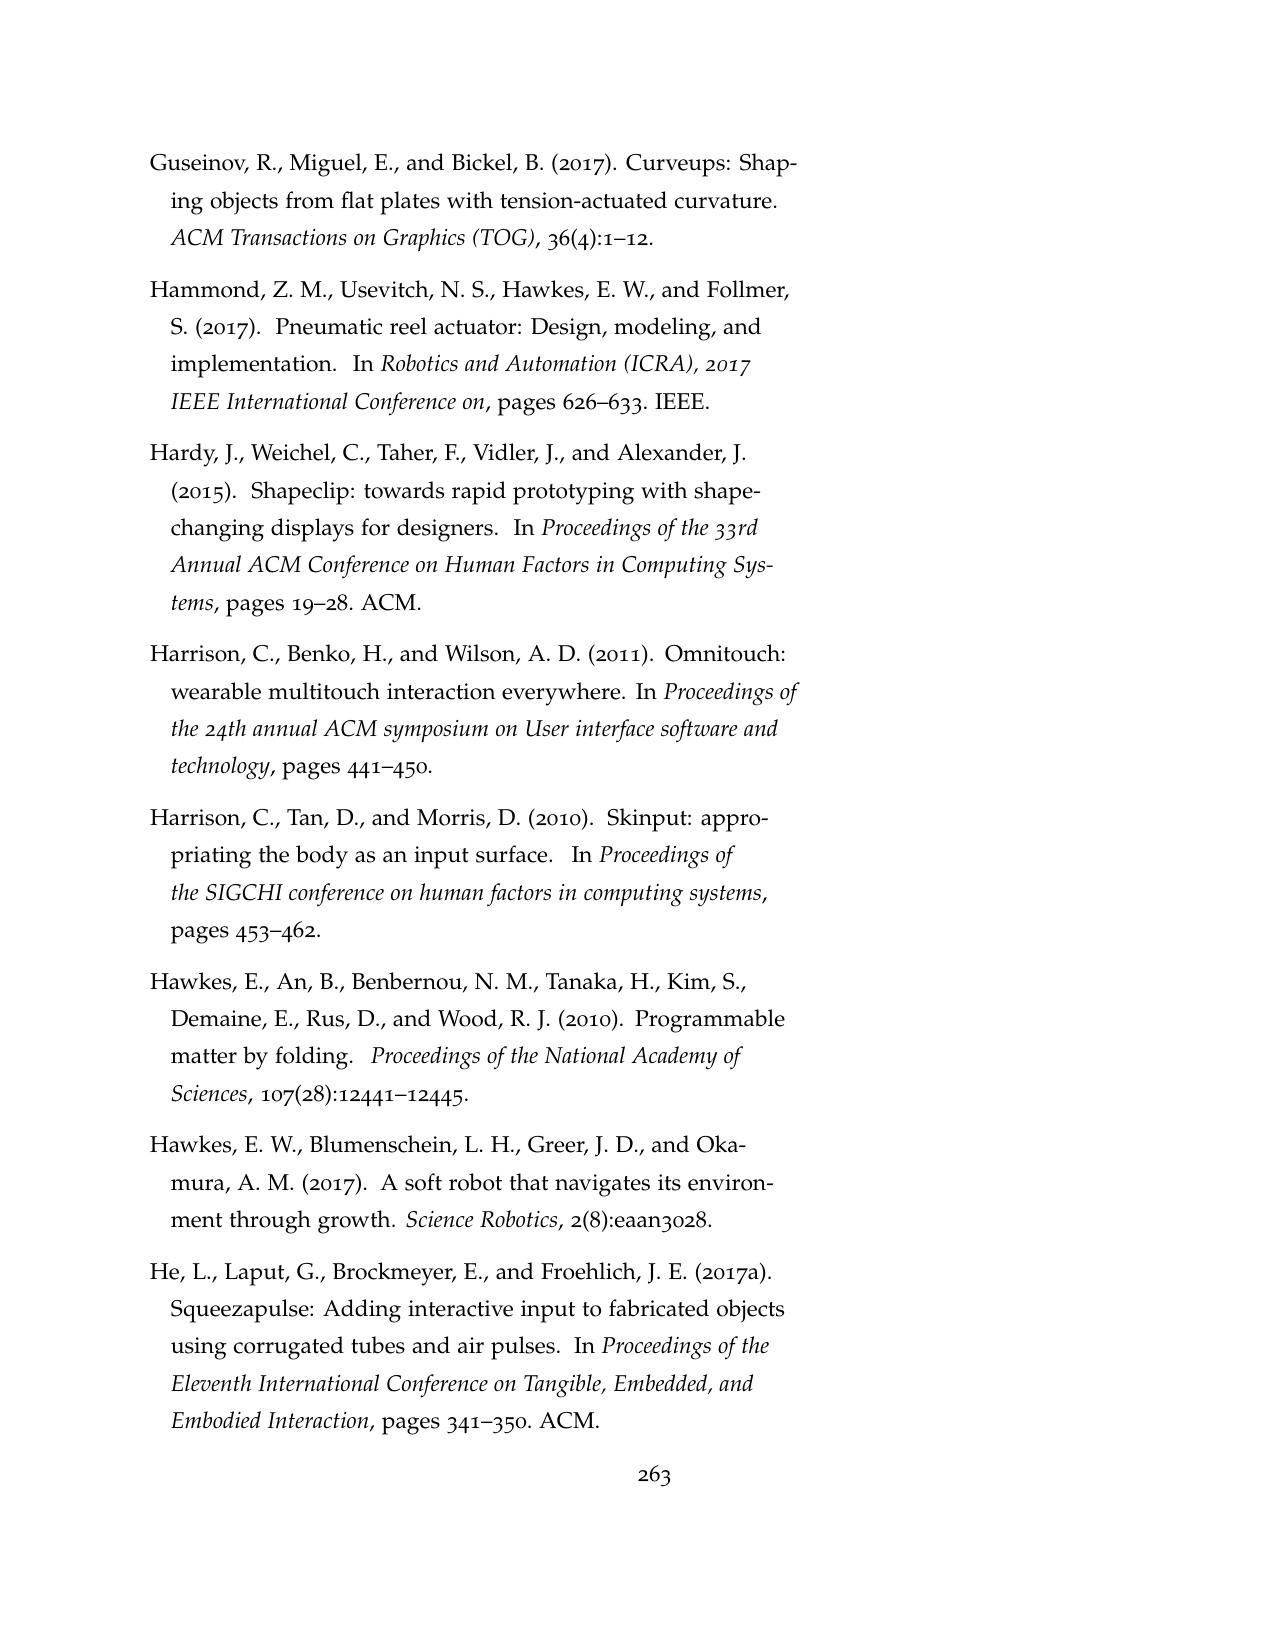 Guseinov, R., Miguel, E., and Bickel, B. (2017). Curveups: Shap-
ing objects from flat plates with tension-actuated curvature.
ACM Transactions on Graphics (TOG), 36(4):1–12.
Hammond, Z. M., Usevitch, N. S., Hawkes, E. W., and Follmer,
S. (2017). Pneumatic reel actuator: Design, modeling, and
implementation. In Robotics and Automation (ICRA), 2017
IEEE International Conference on, pages 626–633. IEEE.
Hardy, J., Weichel, C., Taher, F., Vidler, J., and Alexander, J.
(2015). Shapeclip: towards rapid prototyping with shape-
changing displays for designers. In Proceedings of the 33rd
Annual ACM Conference on Human Factors in Computing Sys-
tems, pages 19–28. ACM.
Harrison, C., Benko, H., and Wilson, A. D. (2011). Omnitouch:
wearable multitouch interaction everywhere. In Proceedings of
the 24th annual ACM symposium on User interface software and
technology, pages 441–450.
Harrison, C., Tan, D., and Morris, D. (2010). Skinput: appro-
priating the body as an input surface. In Proceedings of
the SIGCHI conference on human factors in computing systems,
pages 453–462.
Hawkes, E., An, B., Benbernou, N. M., Tanaka, H., Kim, S.,
Demaine, E., Rus, D., and Wood, R. J. (2010). Programmable
matter by folding. Proceedings of the National Academy of
Sciences, 107(28):12441–12445.
Hawkes, E. W., Blumenschein, L. H., Greer, J. D., and Oka-
mura, A. M. (2017). A soft robot that navigates its environ-
ment through growth. Science Robotics, 2(8):eaan3028.
He, L., Laput, G., Brockmeyer, E., and Froehlich, J. E. (2017a).
Squeezapulse: Adding interactive input to fabricated objects
using corrugated tubes and air pulses. In Proceedings of the
Eleventh International Conference on Tangible, Embedded, and
Embodied Interaction, pages 341–350. ACM.
263